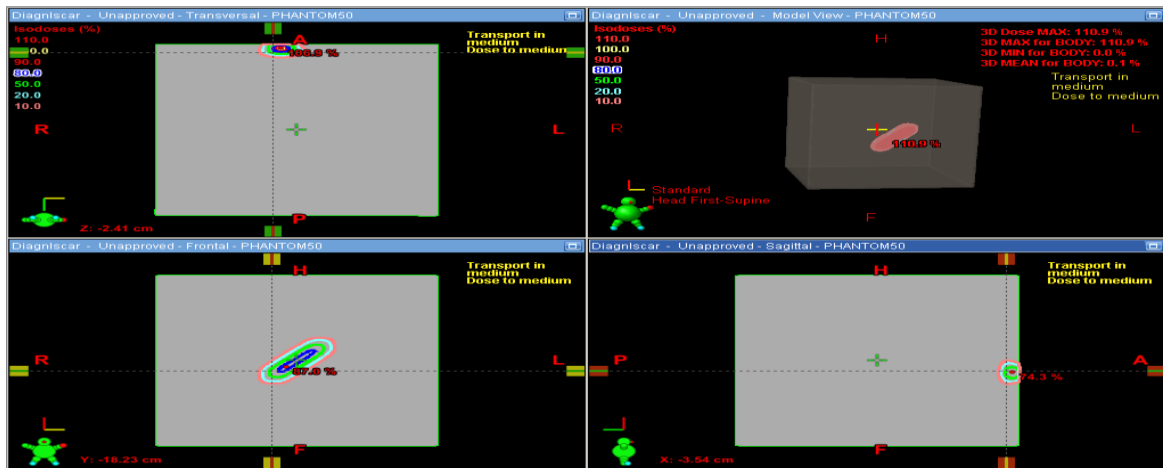 DiagnIscar - Unapproved - Transversal - PHANTOM50
Isodoses (%)
110.0
100.0
90.0
80.0
50.0
20.0
10.0
A
Transport in
medium
Dose to medium
R
L
P
Z: -2.41 cm
DiagnIscar - Unapproved - Model View - PHANTOM50
Isodoses (%)
110.0
100.0
90.0
80.0
50.0
20.0
10.0
H
3D Dose MAX: 110.9 %
3D MAX for BODY: 110.9 %
3D MIN for BODY: 0.0 %
3D MEAN for BODY: 0.1 %
Transport in
medium
Dose to medium
R
L
110.9 %
Standard
Head First-Supine
F
DiagnIscar - Unapproved - Frontal - PHANTOM50
H
Transport in
medium
Dose to medium
R
L
87.0 %
F
Y: -18.23 cm
DiagnIscar - Unapproved - Sagittal - PHANTOM50
H
Transport in
medium
Dose to medium
P
A
74.3 %
F
X: -3.54 cm